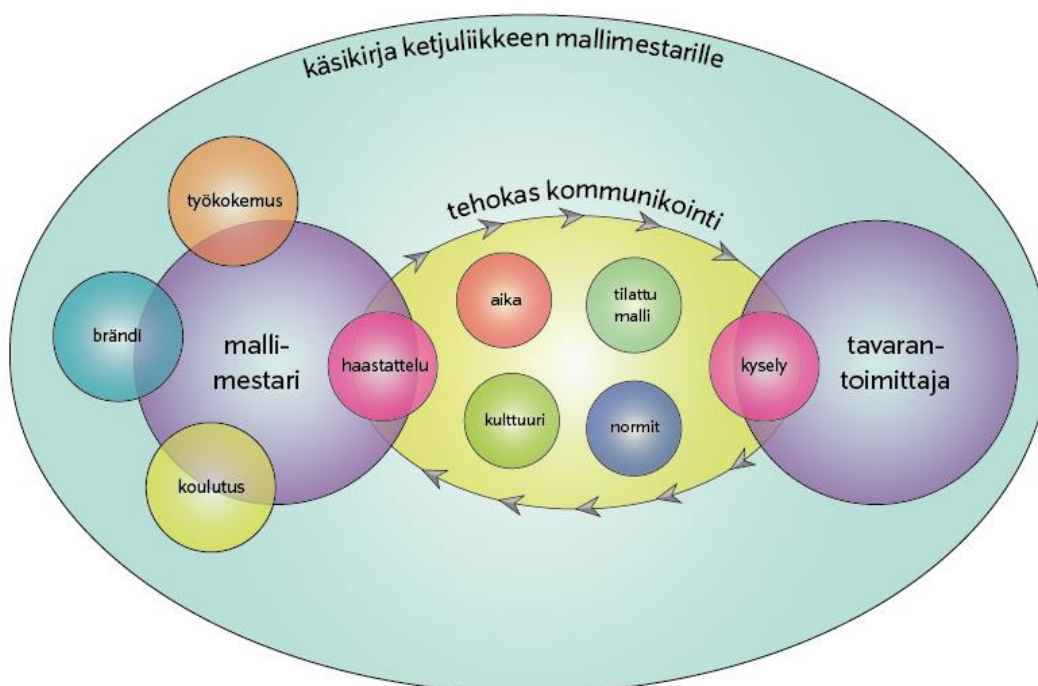 käsikirja ketjuliikkeen mallimestarille
tehokas kommunikointi
työkokemus
brändi
koulutus
malli-
mestari
haastattelu
aika
tilattu
malli
kulttuuri
normit
kysely
tavaran-
toimittaja